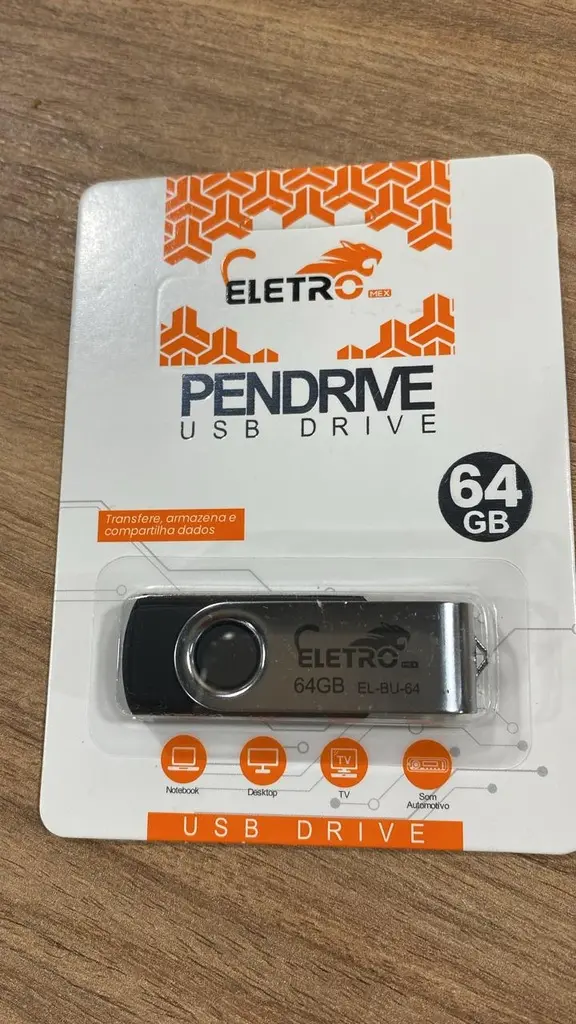 ELETRO
MEX
PENDRIVE
USB DRIVE
64
GB
Transfere, armazena e
compartilha dados
ELETRO
64GB EL-BU-64
TV
Notebook
Desktop
TV
Som
Automotivo
USB DRIVE